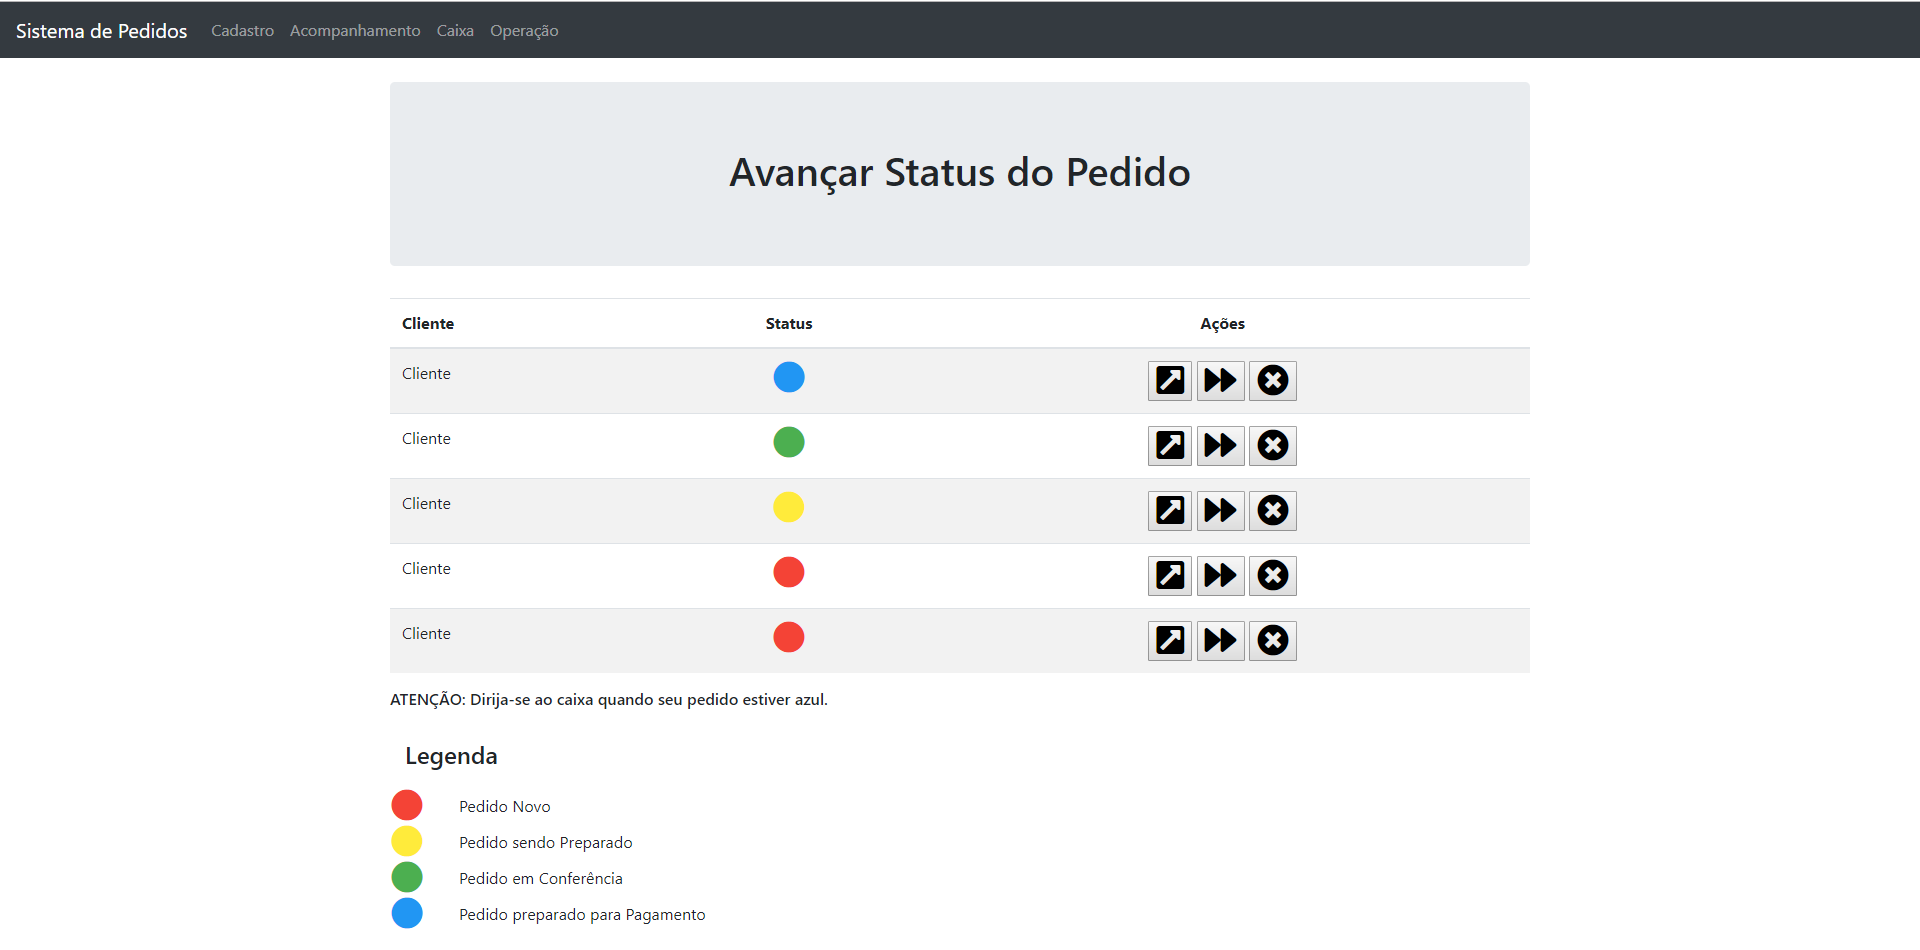 Sistema de Pedidos Cadastro Acompanhamento Caixa Operação
Avançar Status do Pedido
Cliente Status Ações
Cliente
Cliente
Cliente
Cliente
Cliente
ATENÇÃO: Dirija-se ao caixa quando seu pedido estiver azul.
Legenda
Pedido Novo
Pedido sendo Preparado
Pedido em Conferência
Pedido preparado para Pagamento